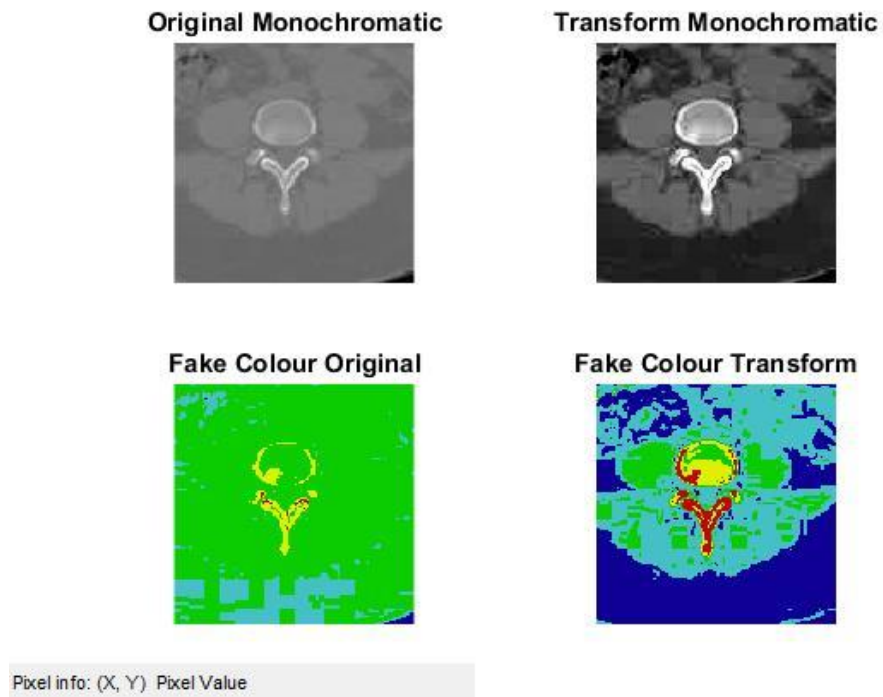 Original Monochromatic
Transform Monochromatic
Fake Colour Original
Fake Colour Transform
Pixel info: (X, Y) Pixel Value